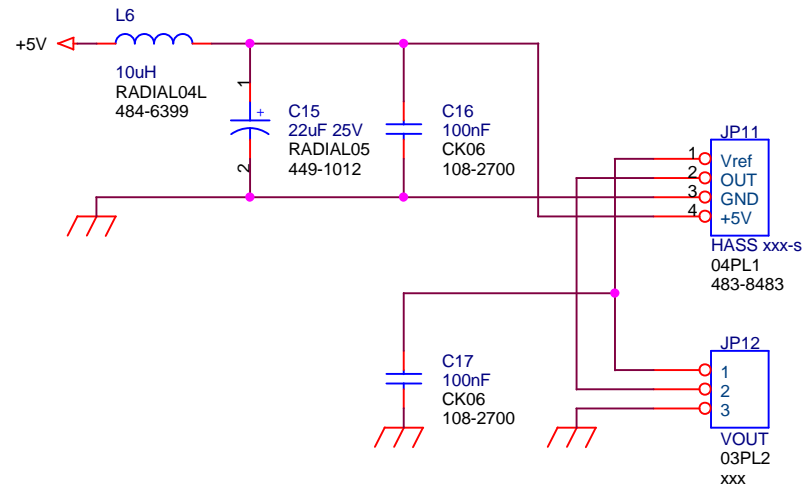 L6
+5V
10uH
RADIAL04L
484-6399
1
+
2
C15
22uF 25V
RADIAL05
449-1012
C16
100nF
CK06
108-2700
JP11
1 Vref
2 OUT
3 GND
4 +5V
HASS xxx-s
04PL1
483-8483
C17
100nF
CK06
108-2700
JP12
1
2
3
VOUT
03PL2
xxx